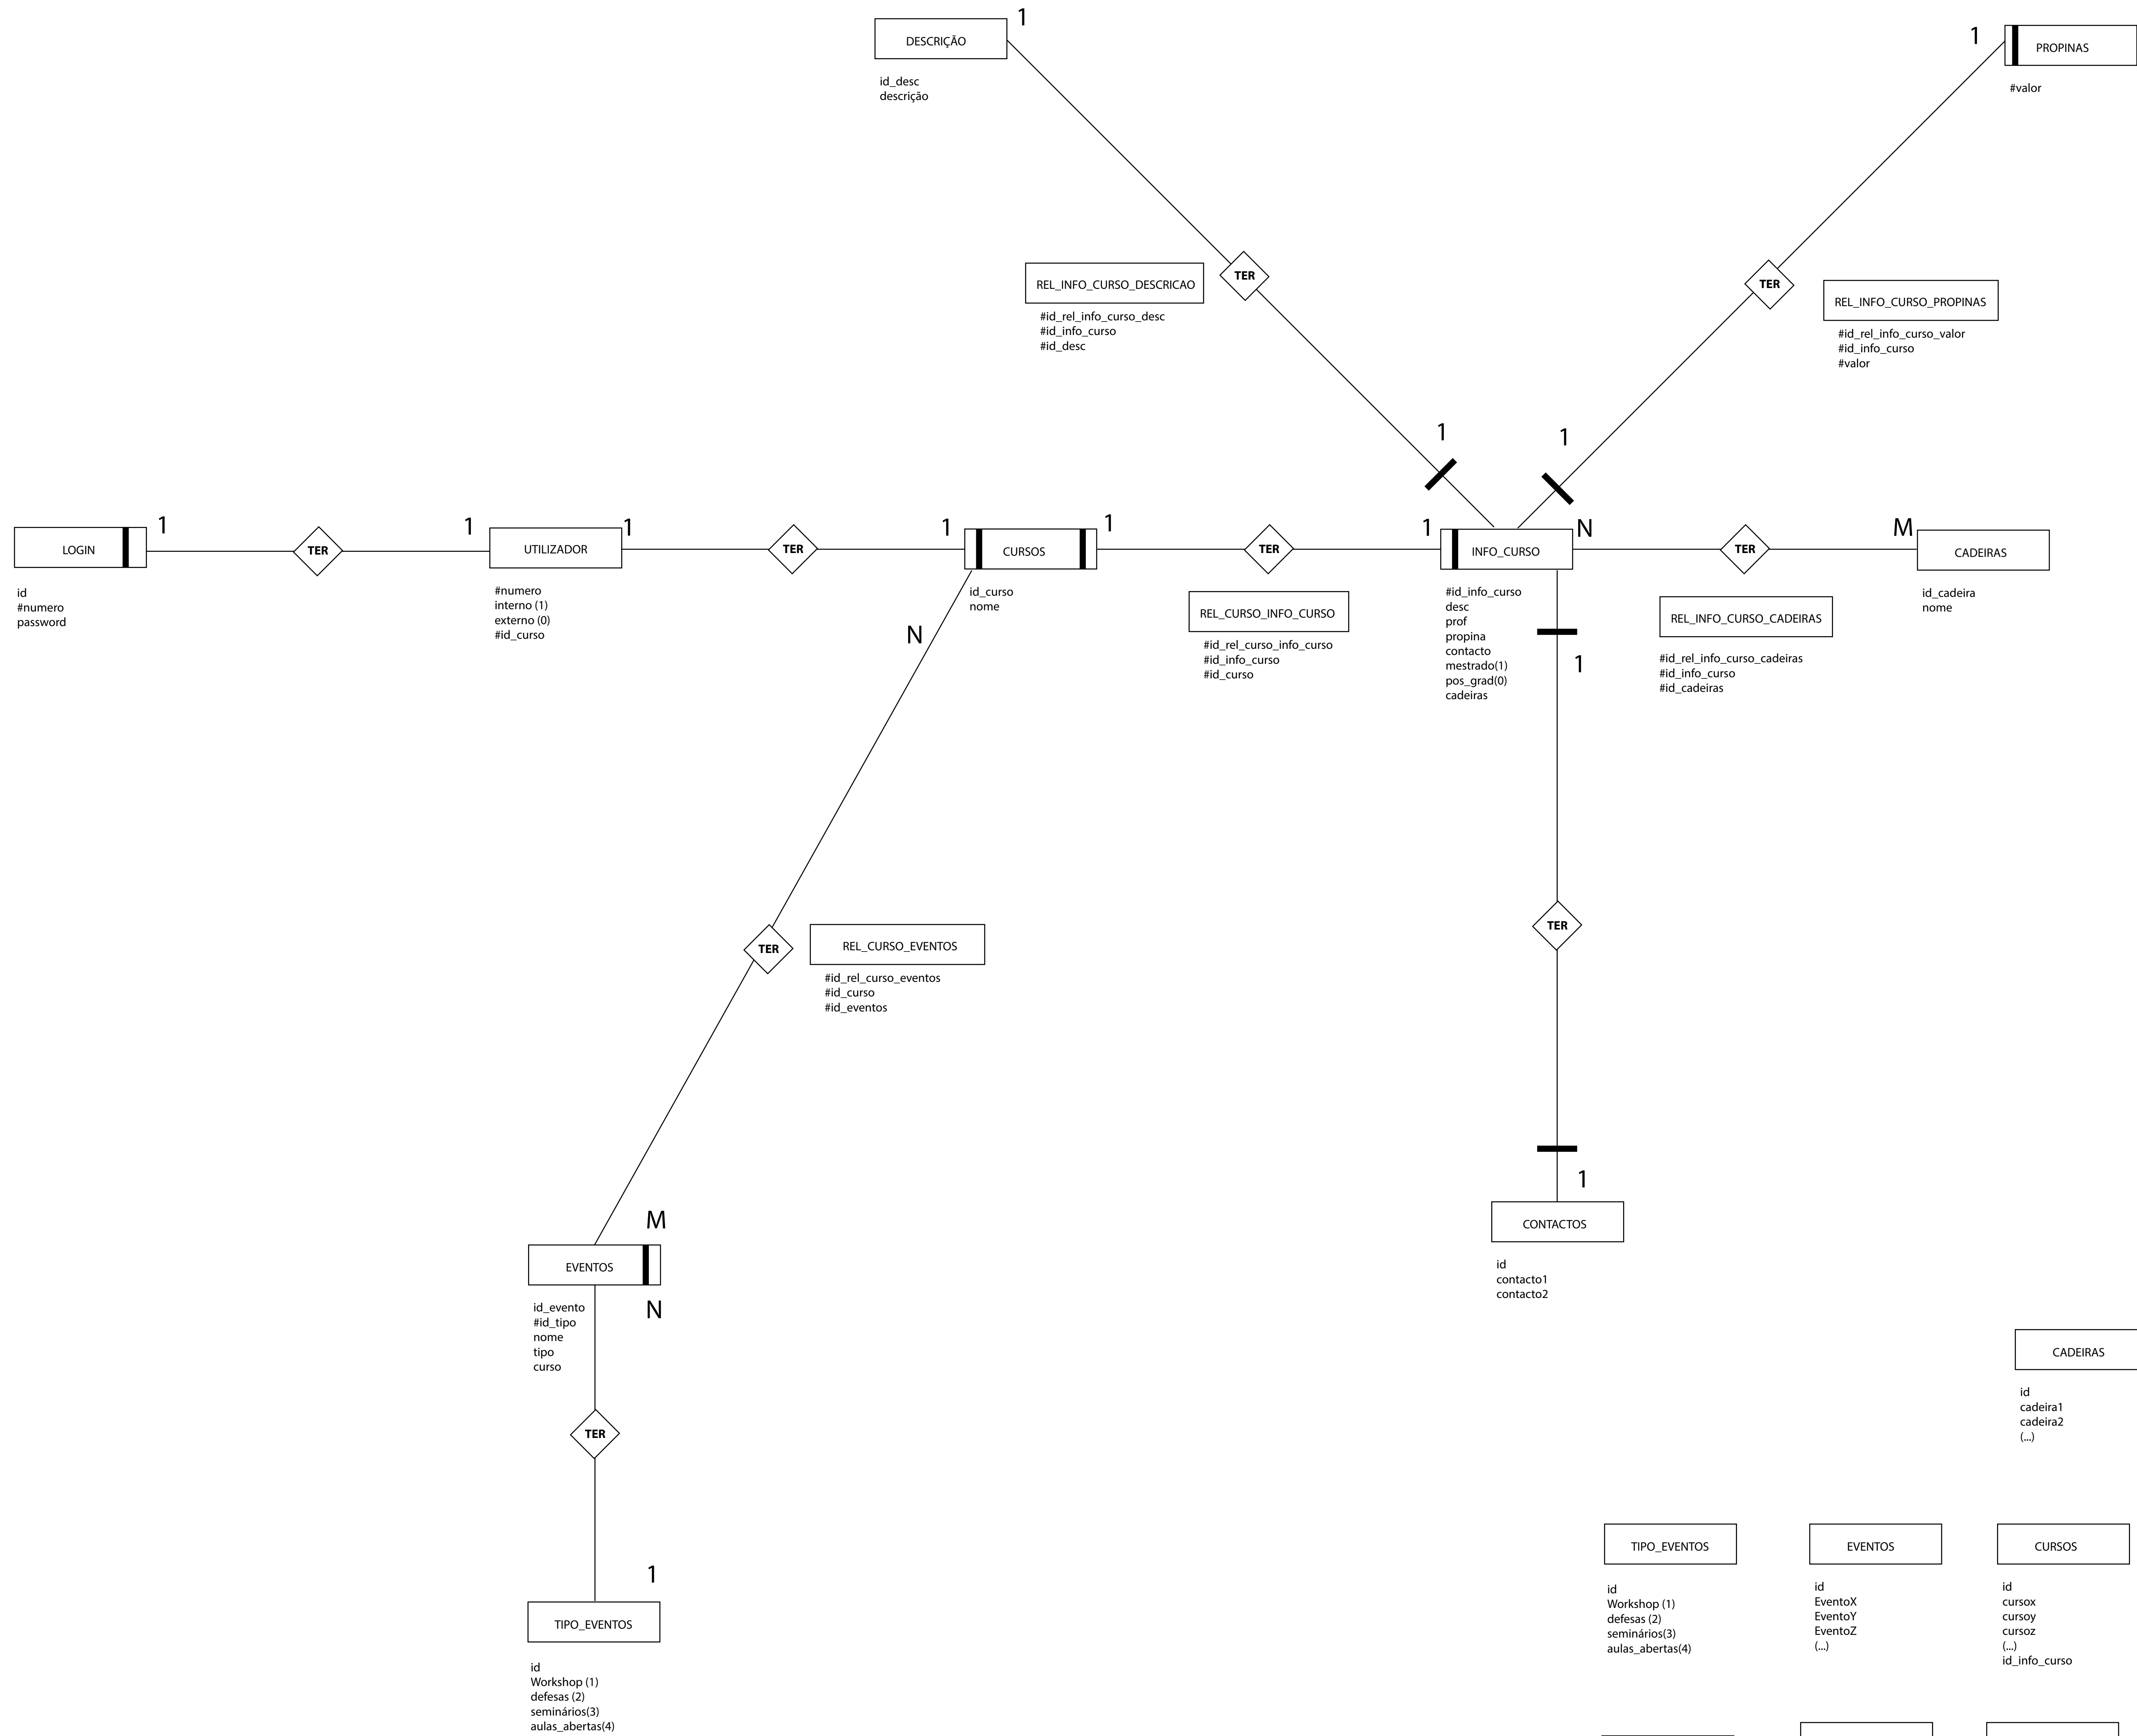 1
DESCRIÇÃO
id_desc
descrição
1
PROPINAS
#valor
TER
REL_INFO_CURSO_DESCRICAO
#id_rel_info_curso_desc
#id_info_curso
#id_desc
TER
REL_INFO_CURSO_PROPINAS
#id_rel_info_curso_valor
#id_info_curso
#valor
1
1
LOGIN
1
id
#numero
password
TER
1
UTILIZADOR
1
#numero
interno (1)
externo (0)
#id_curso
TER
1
CURSOS
1
id_curso
nome
N
TER
REL_CURSO_INFO_CURSO
#id_rel_curso_info_curso
#id_info_curso
#id_curso
1
INFO_CURSO
N
#id_info_curso
desc
prof
propina
contacto
mestrado(1)
pos_grad(0)
cadeiras
1
TER
REL_INFO_CURSO_CADEIRAS
#id_rel_info_curso_cadeiras
#id_info_curso
#id_cadeiras
M
CADEIRAS
id_cadeira
nome
TER
REL_CURSO_EVENTOS
#id_rel_curso_eventos
#id_curso
#id_eventos
TER
1
CONTACTOS
id
contacto1
contacto2
M
EVENTOS
N
id_evento
#id_tipo
nome
tipo
curso
TER
1
TIPO_EVENTOS
id
Workshop (1)
defesas (2)
seminários(3)
aulas_abertas(4)
CADEIRAS
id
cadeira1
cadeira2
(...)
TIPO_EVENTOS
id
Workshop (1)
defesas (2)
seminários(3)
aulas_abertas(4)
EVENTOS
id
EventoX
EventoY
EventoZ
(...)
CURSOS
id
cursox
cursoy
cursoz
(...)
id_info_curso